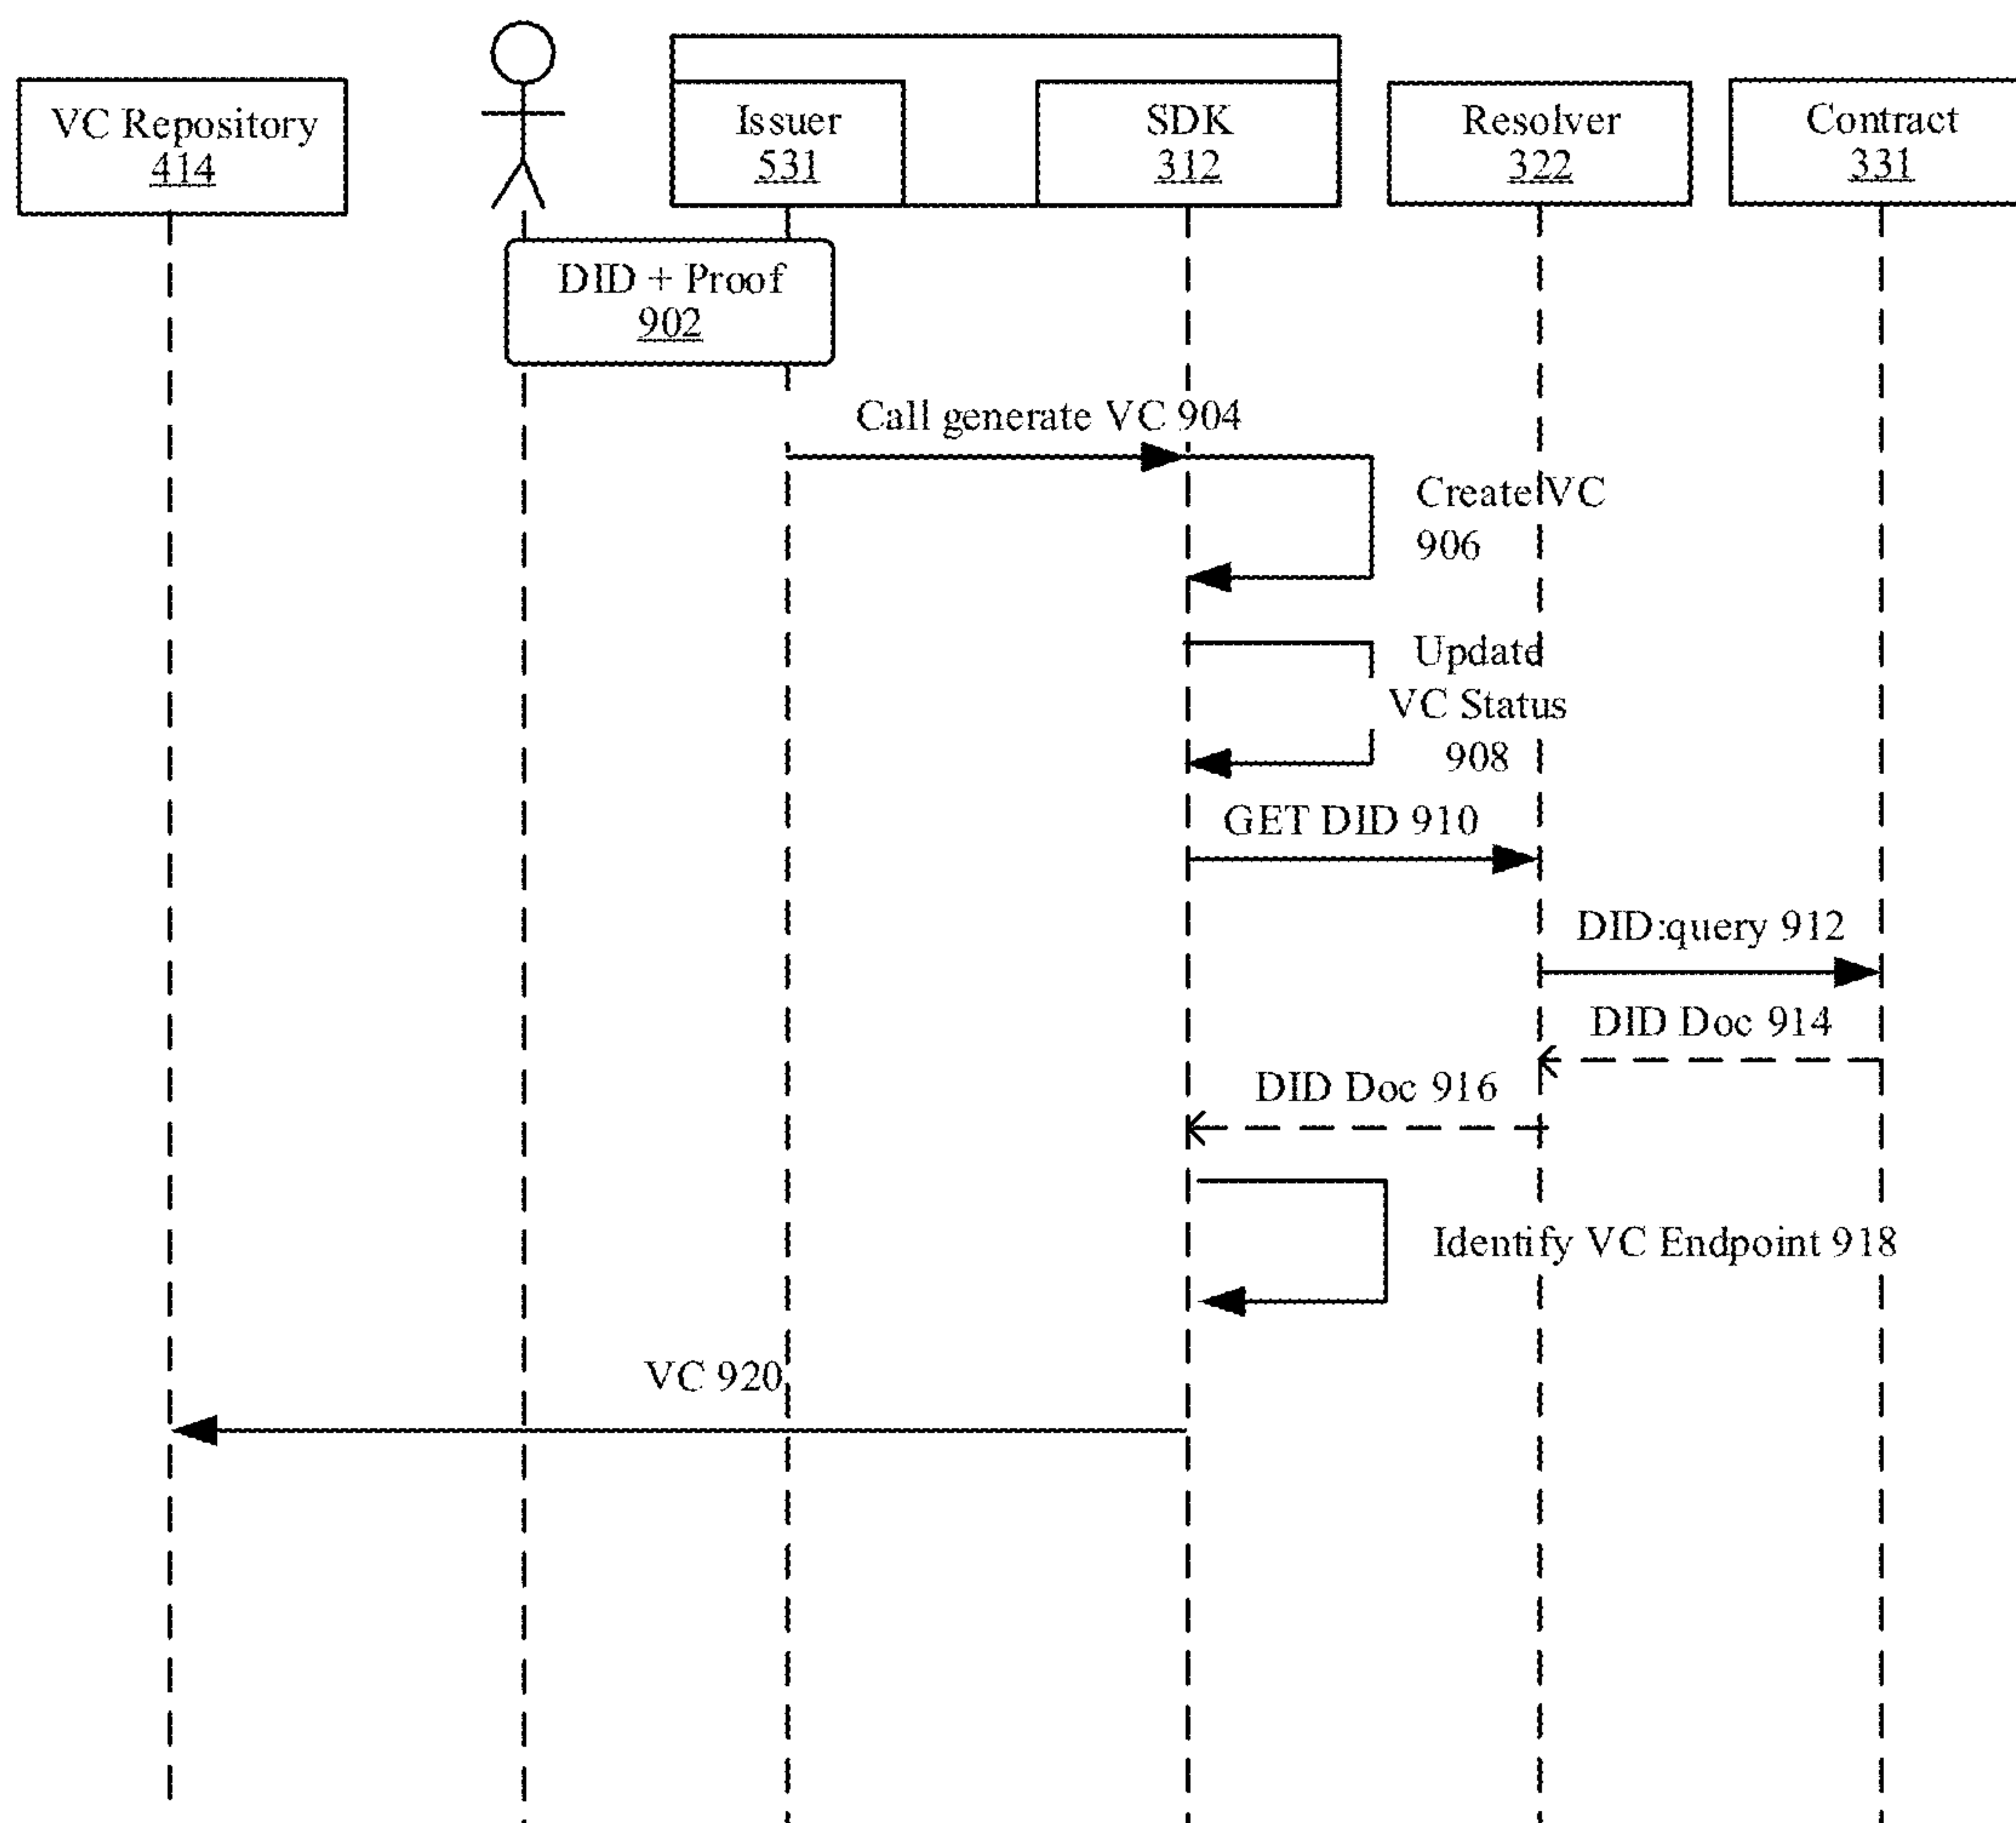 VC Repository
414
Issuer
531
SDK
312
Resolver
322
Contract
331
DID + Proof
902
Call generate VC 904
Create VC
906
Update
VC Status
908
GET DID 910
DID:query 912
DID Doc 914
DID Doc 916
Identify VC Endpoint 918
VC 920